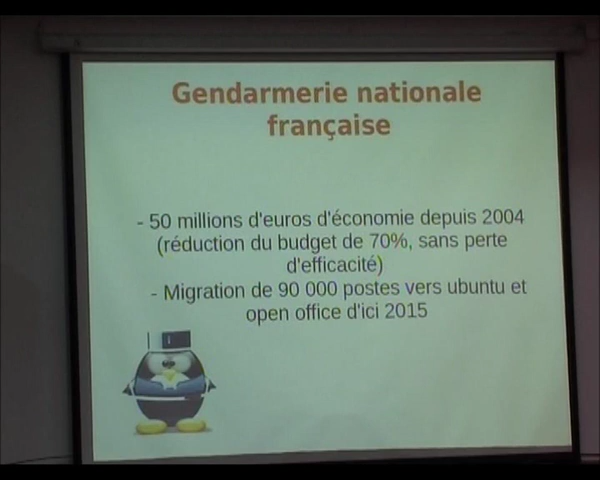 Gendarmerie nationale
française
- 50 millions d'euros d'économie depuis 2004
(réduction du budget de 70%, sans perte
d'efficacité)
- Migration de 90 000 postes vers ubuntu et
open office d'ici 2015